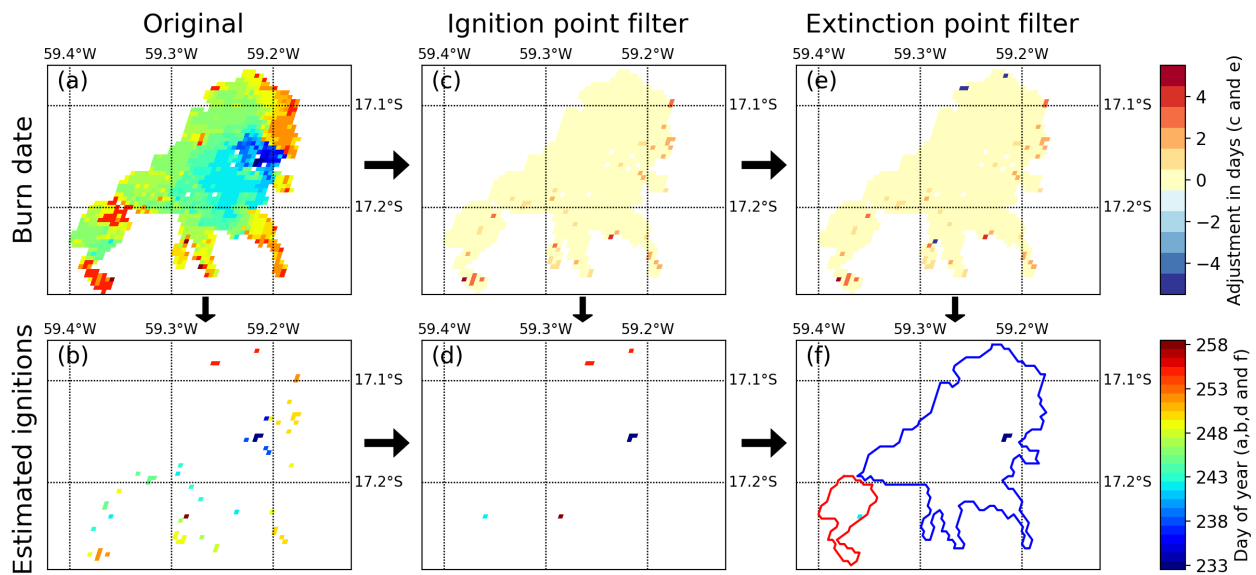 Original
Ignition point filter
Extinction point filter
59.4°W 59.3°W 59.2°W
59.4°W 59.3°W 59.2°W
59.4°W 59.3°W 59.2°W
Burn date
(a)
17.1°S
17.2°S
(c)
17.1°S
17.2°S
(e)
17.1°S
17.2°S
4
2
0
−2
−4
Adjustment in days (c and e)
59.4°W 59.3°W 59.2°W
59.4°W 59.3°W 59.2°W
59.4°W 59.3°W 59.2°W
Estimated ignitions
(b)
17.1°S
17.2°S
(d)
17.1°S
17.2°S
(f)
17.1°S
17.2°S
258
253
248
243
238
233
Day of year (a,b,d and f)